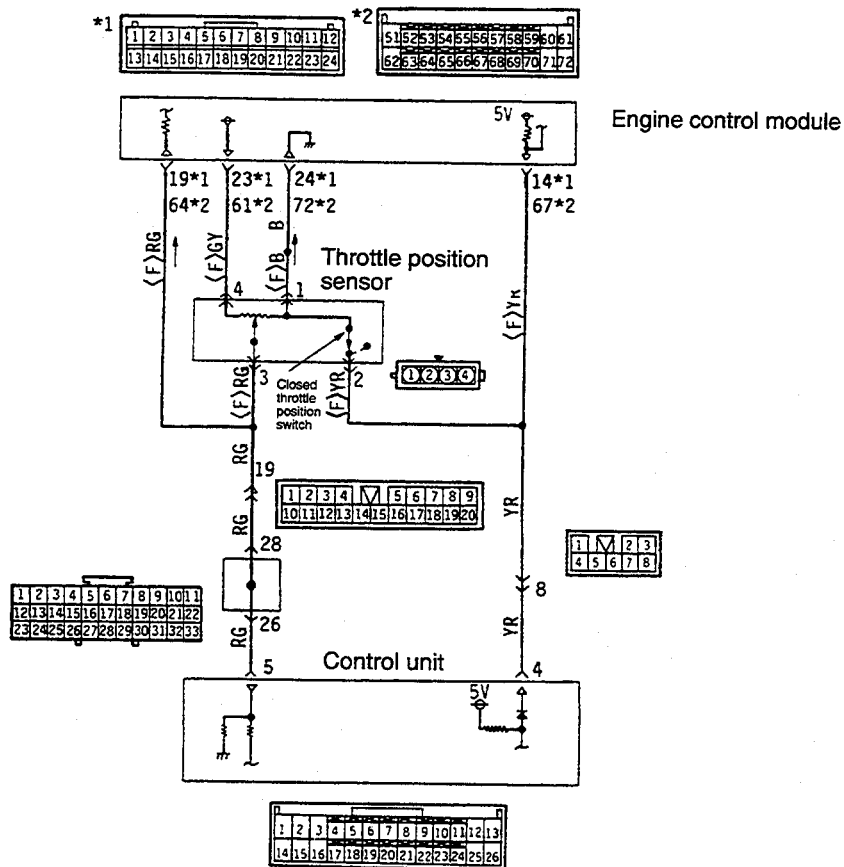 *1
1 2 3 4 5 6 7 8 9 10 11 12
13 14 15 16 17 18 19 20 21 22 23 24
*2
51 52 53 54 55 56 57 58 59 60 61
62 63 64 65 66 67 68 69 70 71 72
5V
Engine control module
19*1 23*1 24*1 14*1
64*2 61*2 72*2 67*2
B
⟨F⟩RG
⟨F⟩GY
⟨F⟩B
⟨F⟩YR
Throttle position
sensor
4 1
3 2
⟨F⟩RG
Closed
throttle
position
switch
⟨F⟩YR
1 2 3 4
RG
19
1 2 3 4 5 6 7 8 9
10 11 12 13 14 15 16 17 18 19 20
YR
RG
28
1 2 3
4 5 6 7 8
8
1 2 3 4 5 6 7 8 9 10 11
12 13 14 15 16 17 18 19 20 21 22
23 24 25 26 27 28 29 30 31 32 33
26
RG
YR
5
Control unit
4
5V
1 2 3 4 5 6 7 8 9 10 11 12 13
14 15 16 17 18 19 20 21 22 23 24 25 26